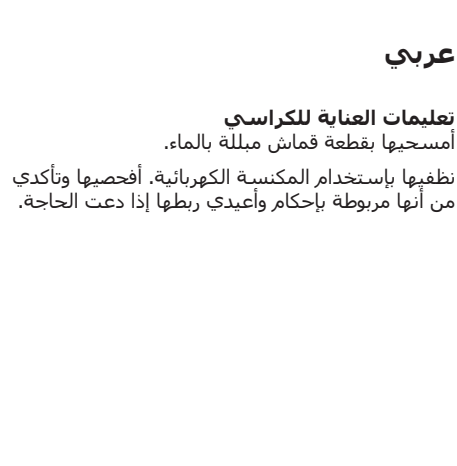 عربي
تعليمات العناية للكراسي
أمسحيها بقطعة قماش مبللة بالماء.
نظفيها بإستخدام المكنسة الكهربائية. أفحصيها وتأكدي
من أنها مربوطة بإحكام وأعيدي ربطها إذا دعت الحاجة.